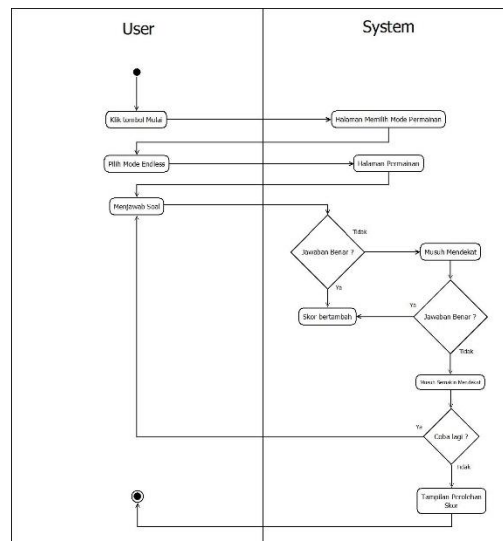 User
System
Klik tombol Mulai
Halaman Memilih Mode Permainan
Pilih Mode Endless
Halaman Permainan
Menjawab Soal
Tidak
Jawaban Benar ?
Musuh Mendekat
Ya
Skor bertambah
Ya
Jawaban Benar ?
Tidak
Musuh Semakin Mendekat
Ya
Coba lagi ?
Tidak
Tampilan Perolehan
Skor